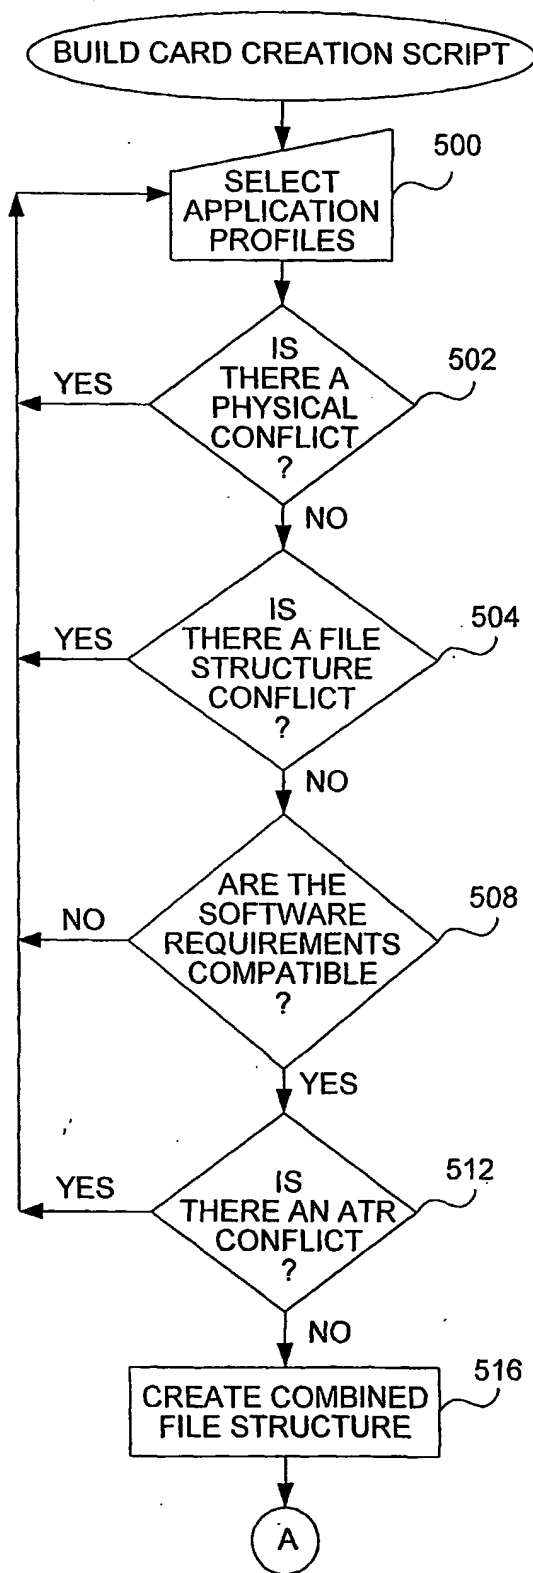 BUILD CARD CREATION SCRIPT
500
SELECT
APPLICATION
PROFILES
IS
THERE A
PHYSICAL
CONFLICT
?
502
YES
NO
IS
THERE A FILE
STRUCTURE
CONFLICT
?
504
YES
NO
ARE THE
SOFTWARE
REQUIREMENTS
COMPATIBLE
?
508
NO
YES
IS
THERE AN ATR
CONFLICT
?
512
YES
NO
516
CREATE COMBINED
FILE STRUCTURE
A